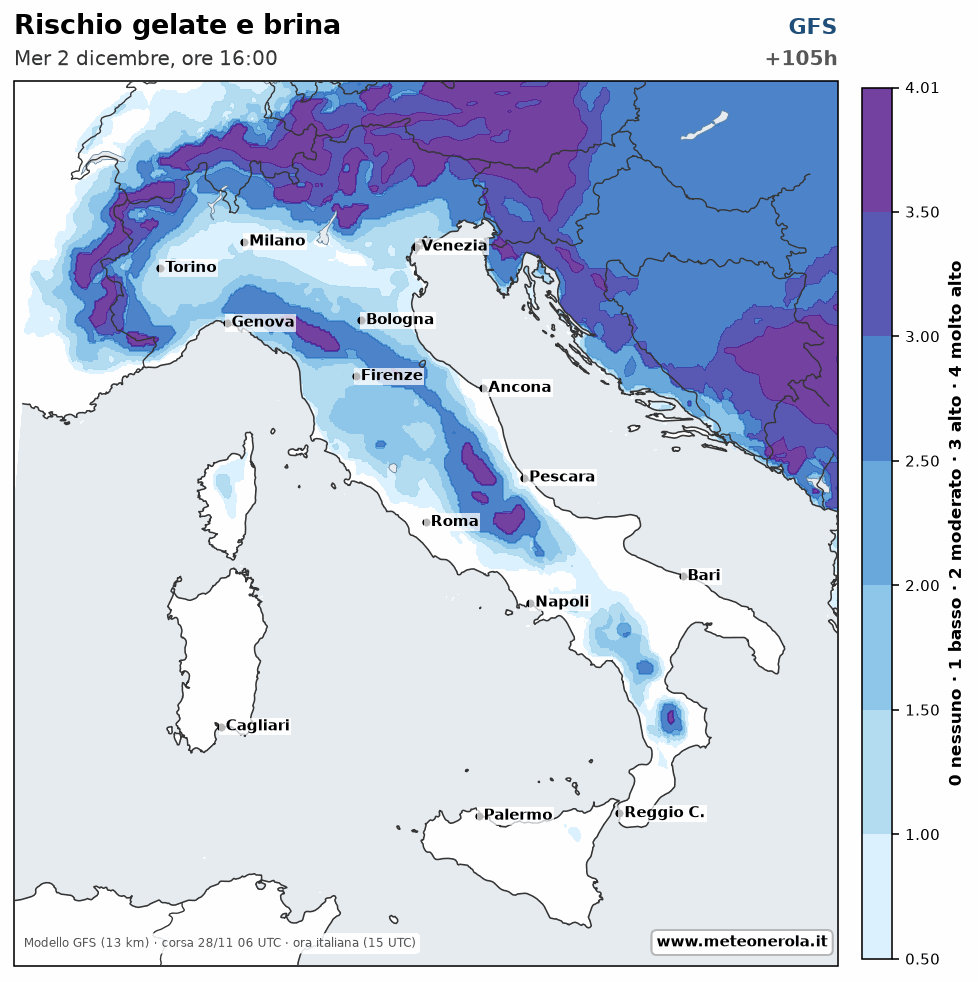 Rischio gelate e brina
GFS
Mer 2 dicembre, ore 16:00
+105h
4.01
3.50
3.00
2.50
2.00
1.50
1.00
0.50
0 nessuno · 1 basso · 2 moderato · 3 alto · 4 molto alto
Milano
Venezia
Torino
Genova
Bologna
Firenze
Ancona
Pescara
Roma
Bari
Napoli
Cagliari
Palermo
Reggio C.
Modello GFS (13 km) · corsa 28/11 06 UTC · ora italiana (15 UTC)
www.meteonerola.it